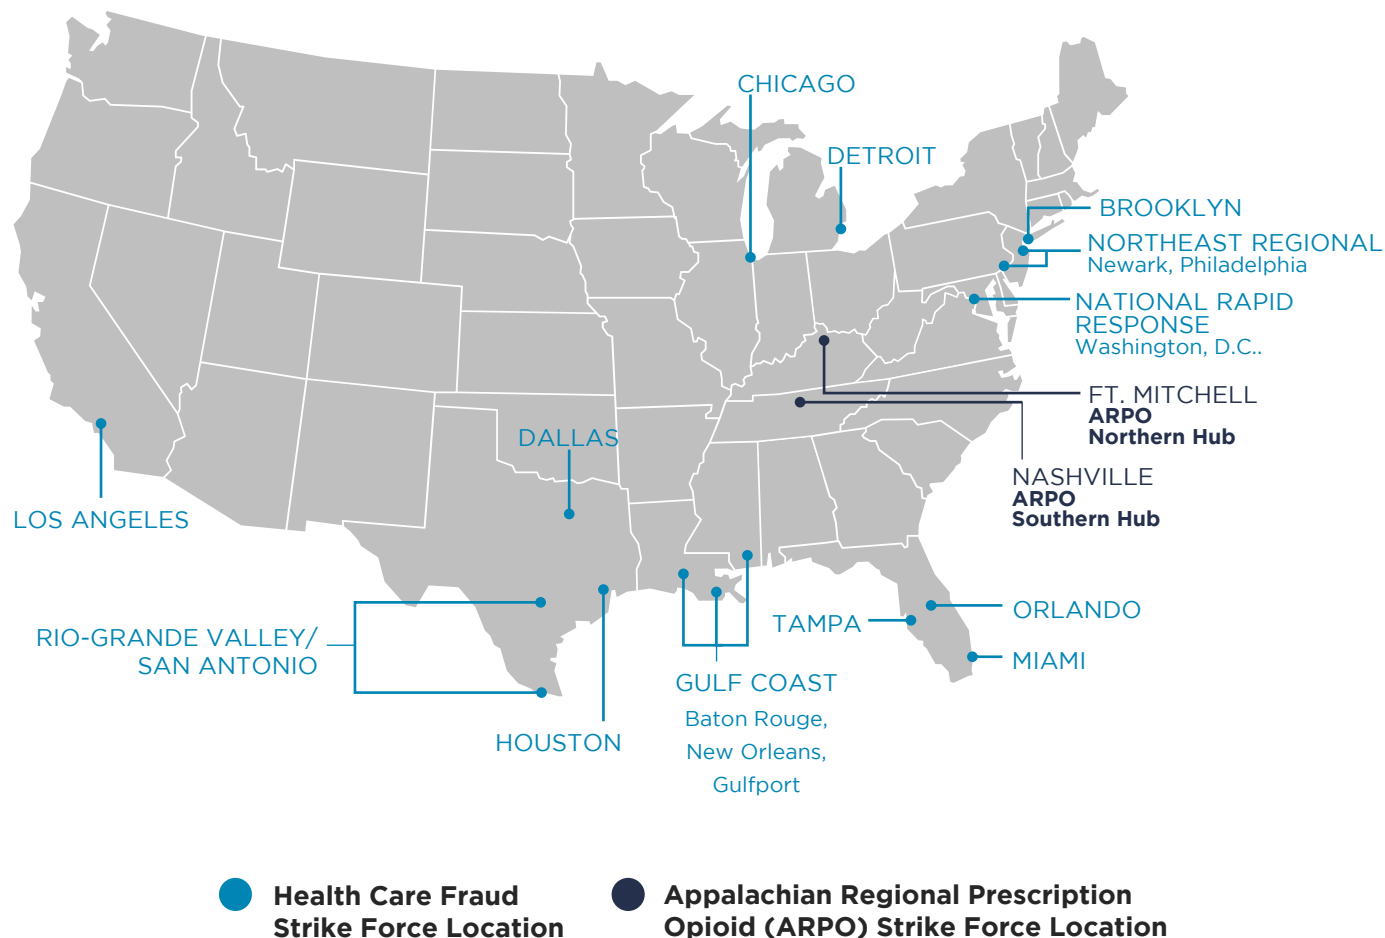 CHICAGO
DETROIT
BROOKLYN
NORTHEAST REGIONAL
Newark, Philadelphia
NATIONAL RAPID
RESPONSE
Washington, D.C..
FT. MITCHELL
ARPO
Northern Hub
DALLAS
NASHVILLE
ARPO
Southern Hub
LOS ANGELES
ORLANDO
TAMPA
RIO-GRANDE VALLEY/
SAN ANTONIO
MIAMI
GULF COAST
Baton Rouge,
New Orleans,
Gulfport
HOUSTON
Health Care Fraud
Strike Force Location
Appalachian Regional Prescription
Opioid (ARPO) Strike Force Location